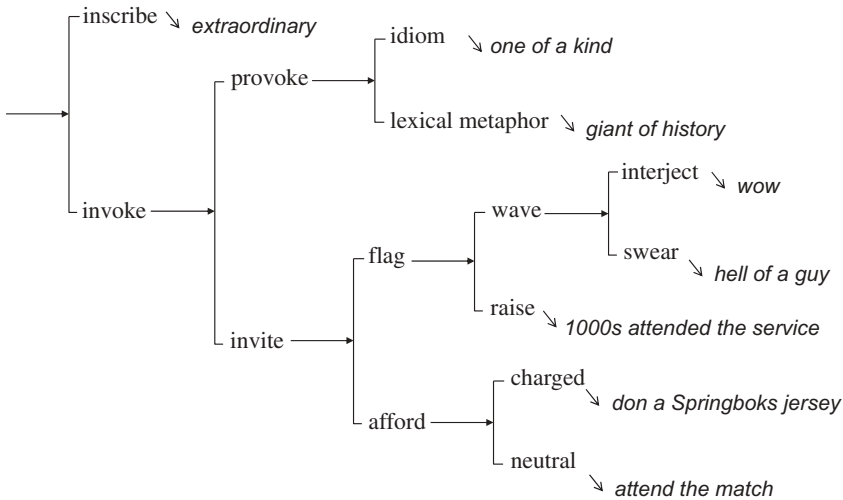 inscribe
extraordinary
idiom
one of a kind
provoke
lexical metaphor
giant of history
interject
wow
invoke
wave
flag
swear
hell of a guy
raise
1000s attended the service
invite
charged
don a Springboks jersey
afford
neutral
attend the match